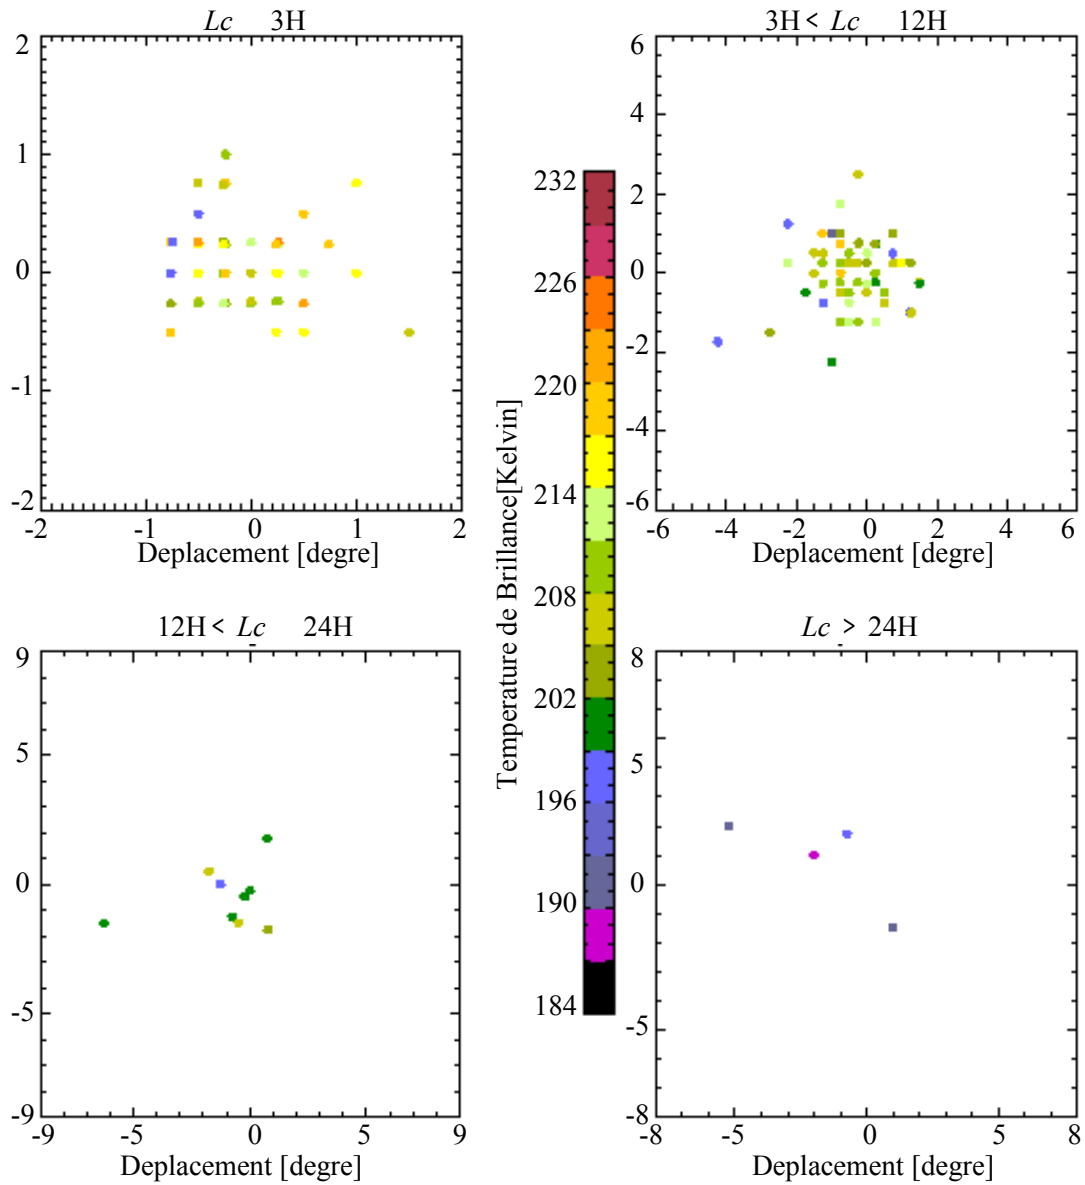 Lc 3H
2
1
0
-1
-2
-2 -1 0 1 2
Deplacement [degre]
3H < Lc 12H
6
4
2
0
-2
-4
-6
-6 -4 -2 0 2 4 6
Deplacement [degre]
Temperature de Brillance[Kelvin]
232
226
220
214
208
202
196
190
184
12H < Lc 24H
9
5
0
-5
-9
-9 -5 0 5 9
Deplacement [degre]
Lc > 24H
8
5
0
-5
-8
-8 -5 0 5 8
Deplacement [degre]